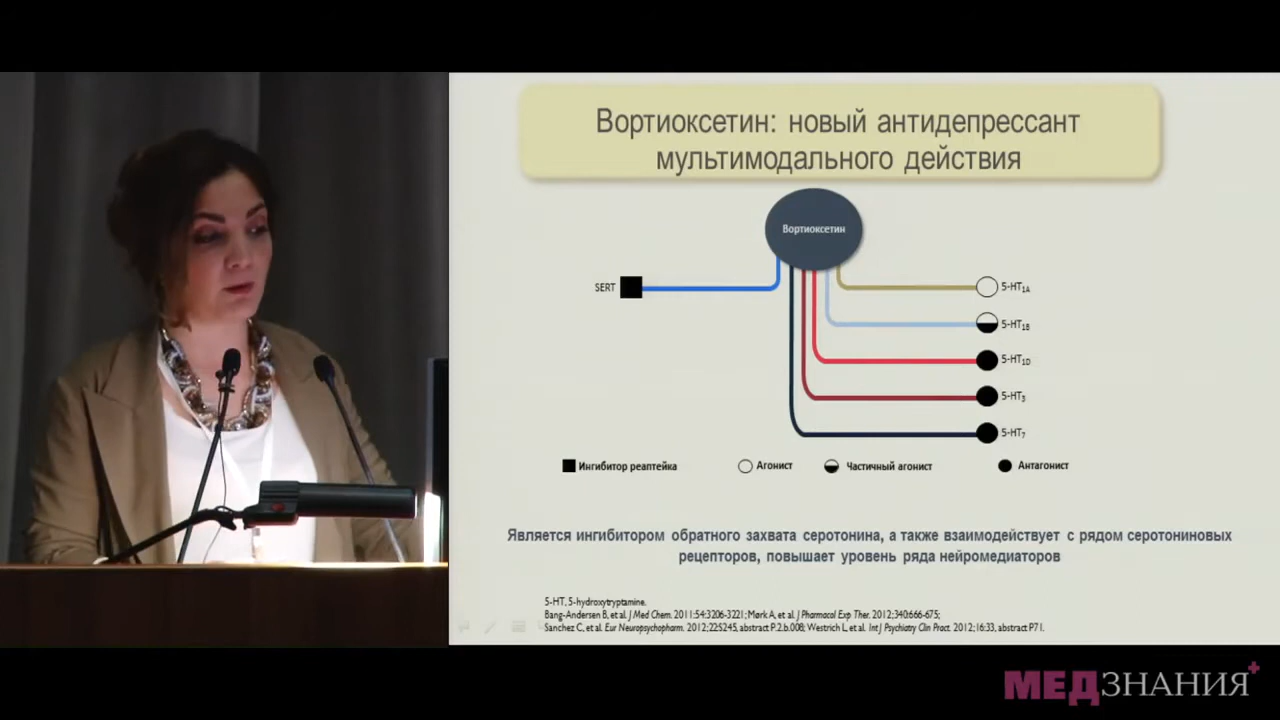 Вортиоксетин: новый антидепрессант
мультимодального действия
Вортиоксетин
SERT
5-HT1A
5-HT1B
5-HT1D
5-HT3
5-HT7
Ингибитор реаптейка
Агонист
Частичный агонист
Антагонист
Является ингибитором обратного захвата серотонина, а также взаимодействует с рядом серотониновых
рецепторов, повышает уровень ряда нейромедиаторов
5-HT, 5-hydroxytryptamine.
Bang-Andersen B, et al. J Med Chem. 2011:54:3206-3221; Mørk A, et al. J Pharmacol Exp Ther. 2012;340:666-675;
Sanchez C, et al. Eur Neuropsychopharm. 2012;22:S245, abstract P.2.b.008; Westrich L, et al. Int J Psychiatry Clin Pract. 2012;16:33, abstract P71.
МЕДЗНАНИЯ+